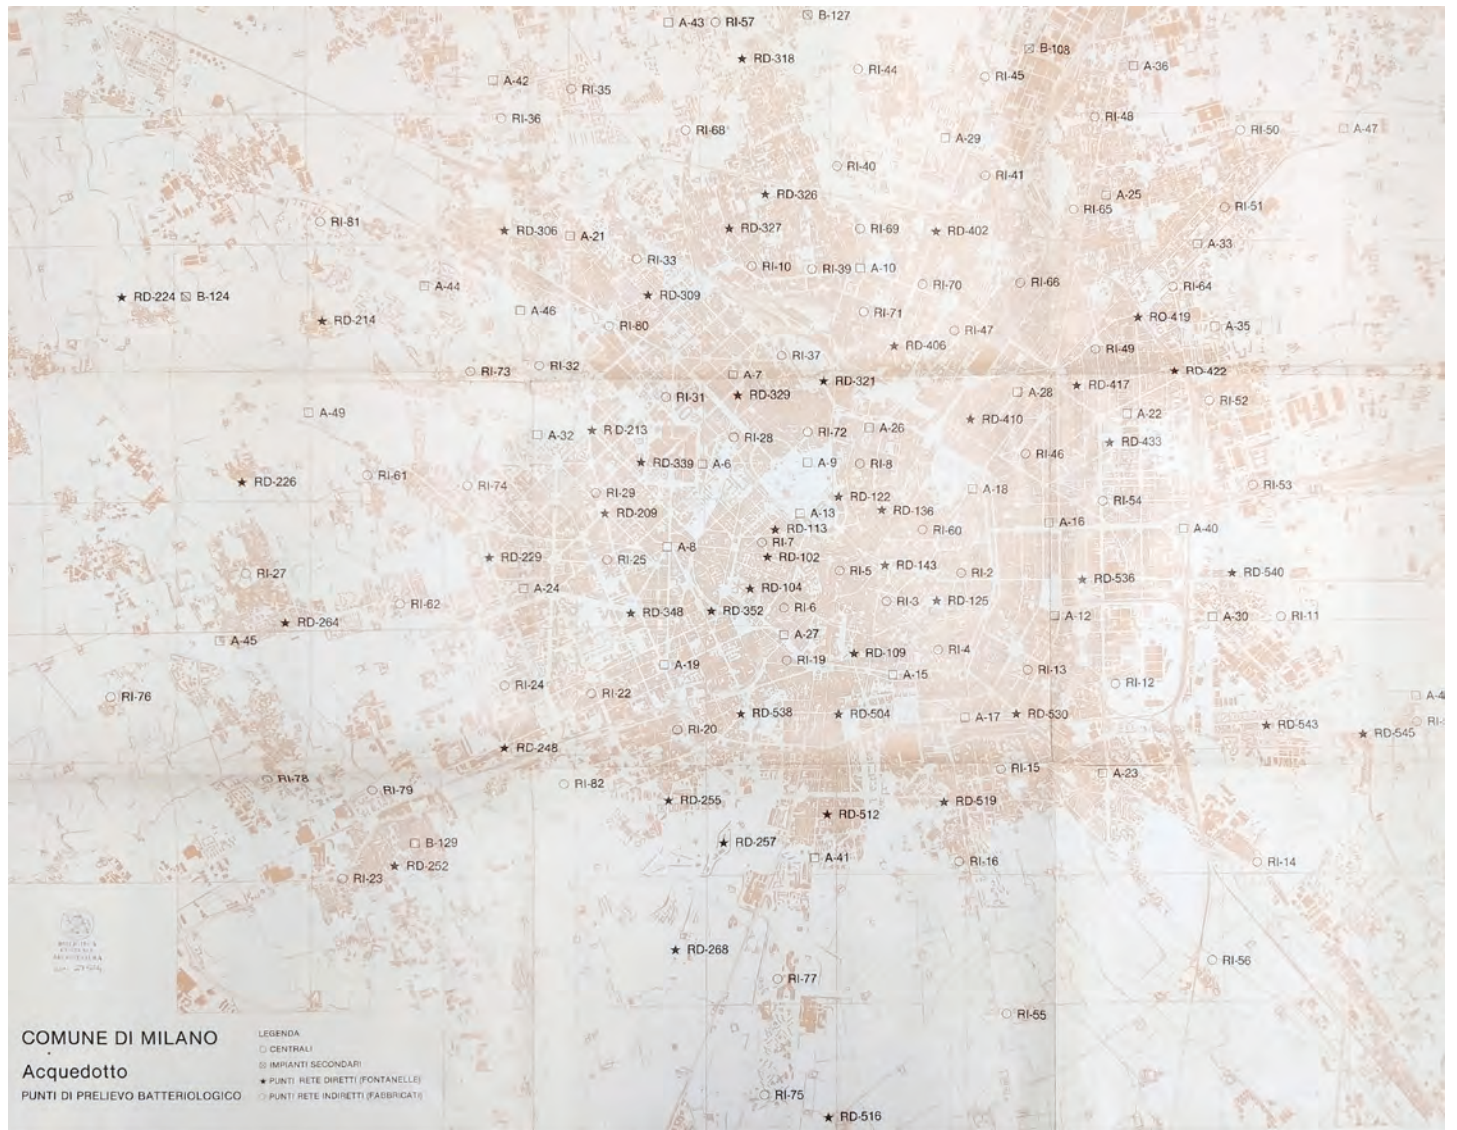 A-43 RI-57 B-127
B-108
RD-318 RI-44 RI-45 A-36
A-42 RI-35
RI-36 RI-68 RI-48 RI-50 A-47
A-29
RI-40 RI-41
RD-326 A-25
RI-65 RI-51
RI-81 RD-306 A-21 RD-327 RI-69 RD-402
A-33
RI-33 RI-10 RI-39 A-10
A-44 RI-70 RI-66 RI-64
RD-224 B-124 RD-309
RD-214 A-46 RI-71 RO-419
RI-80 RI-47 A-35
RD-406 RI-49
RI-37
RI-73 RI-32 A-7 RD-321 RD-422
RI-31 RD-329 A-28 RD-417
RI-52
A-49 RD-410 A-22
A-32 R D-213 RI-28 RI-72 A-26
RD-433
RD-339 A-6 A-9 RI-8 RI-46
RD-226 RI-61 RI-74 RI-53
RI-29 RD-122 A-18 RI-54
RD-209 A-13 RD-136
RD-113 RI-60 A-16 A-40
RI-7
RD-229 RI-25 A-8 RD-102
RI-27 RI-5 RD-143 RI-2 RD-536 RD-540
A-24 RD-104
RI-62 RD-348 RD-352 RI-6 RI-3 RD-125
RD-264 A-12 A-30 RI-11
A-45 A-27
RD-109 RI-4
A-19 RI-19 A-15 RI-13
RI-24 RI-22 RI-12
RI-76 A-4
RD-538 RD-504 A-17 RD-530
RI-20 RD-543 RD-545 RI-
RD-248
RI-78 RI-79 RI-82 RI-15 A-23
RD-255 RD-519
RD-512
B-129 RD-257
RD-252 A-41 RI-16 RI-14
RI-23
RD-268
RI-56
RI-77
RI-55
RI-75
RD-516
COMUNE DI MILANO
Acquedotto
PUNTI DI PRELIEVO BATTERIOLOGICO
LEGENDA
CENTRALI
IMPIANTI SECONDARI
PUNTI RETE DIRETTI (FONTANELLE)
PUNTI RETE INDIRETTI (FABBRICATI)